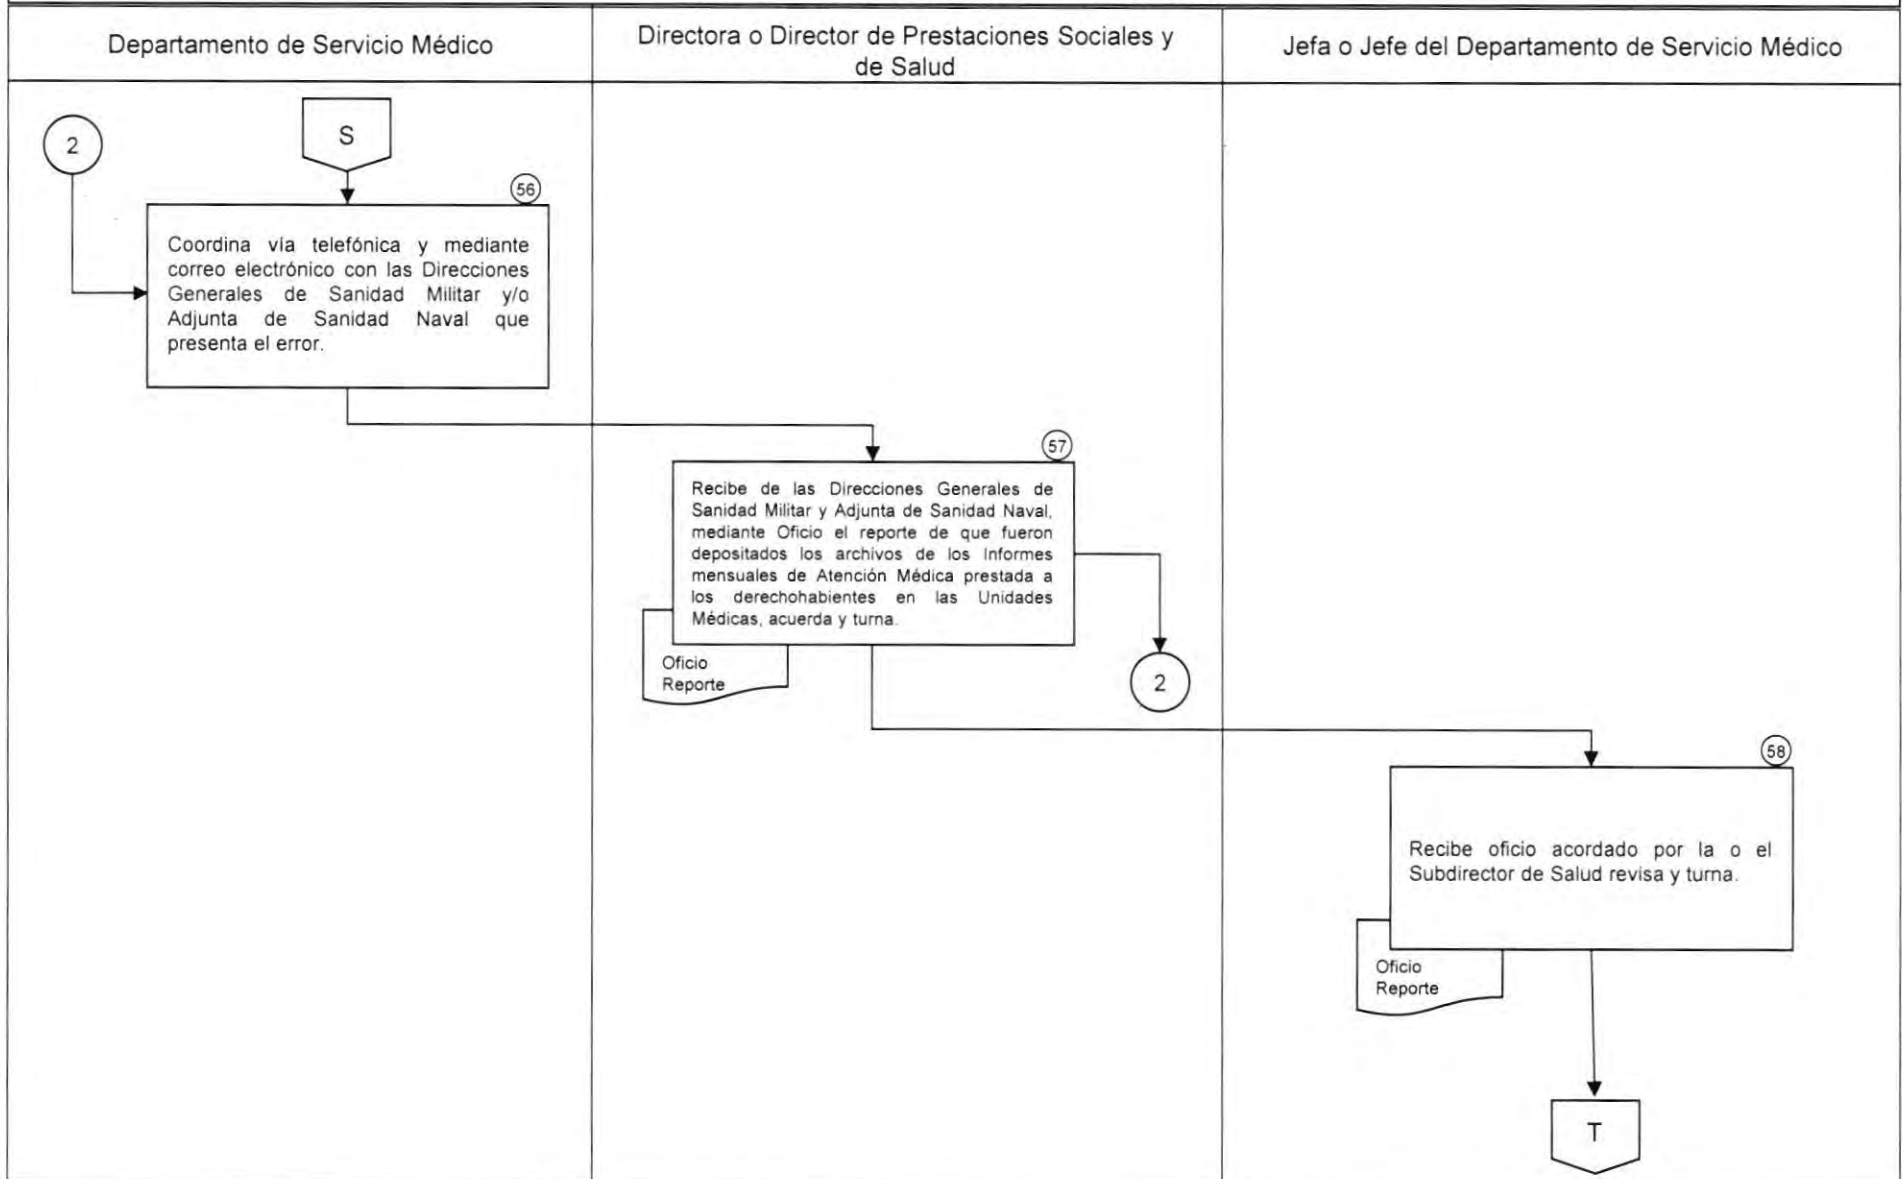 Departamento de Servicio Médico
Directora o Director de Prestaciones Sociales y
de Salud
Jefa o Jefe del Departamento de Servicio Médico
2
S
56
Coordina vía telefónica y mediante
correo electrónico con las Direcciones
Generales de Sanidad Militar y/o
Adjunta de Sanidad Naval que
presenta el error.
57
Recibe de las Direcciones Generales de
Sanidad Militar y Adjunta de Sanidad Naval,
mediante Oficio el reporte de que fueron
depositados los archivos de los Informes
mensuales de Atención Médica prestada a
los derechohabientes en las Unidades
Médicas, acuerda y turna.
Oficio
Reporte
2
58
Recibe oficio acordado por la o el
Subdirector de Salud revisa y turna.
Oficio
Reporte
T